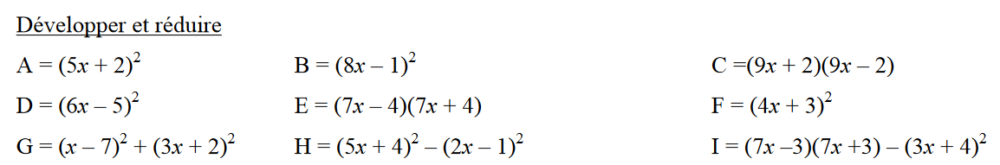 Développer et réduire
A = (5x + 2)² B = (8x – 1)² C =(9x + 2)(9x – 2)
D = (6x – 5)² E = (7x – 4)(7x + 4) F = (4x + 3)²
G = (x – 7)² + (3x + 2)² H = (5x + 4)² – (2x – 1)² I = (7x –3)(7x +3) – (3x + 4)²